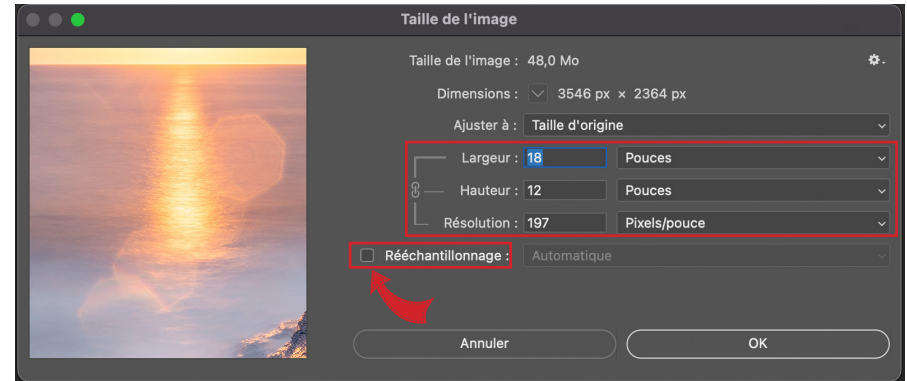 Taille de l'image
Taille de l'image : 48,0 Mo
Dimensions : 3546 px × 2364 px
Ajuster à : Taille d'origine
Largeur : 18 Pouces
Hauteur : 12 Pouces
Résolution : 197 Pixels/pouce
Rééchantillonnage : Automatique
Annuler OK